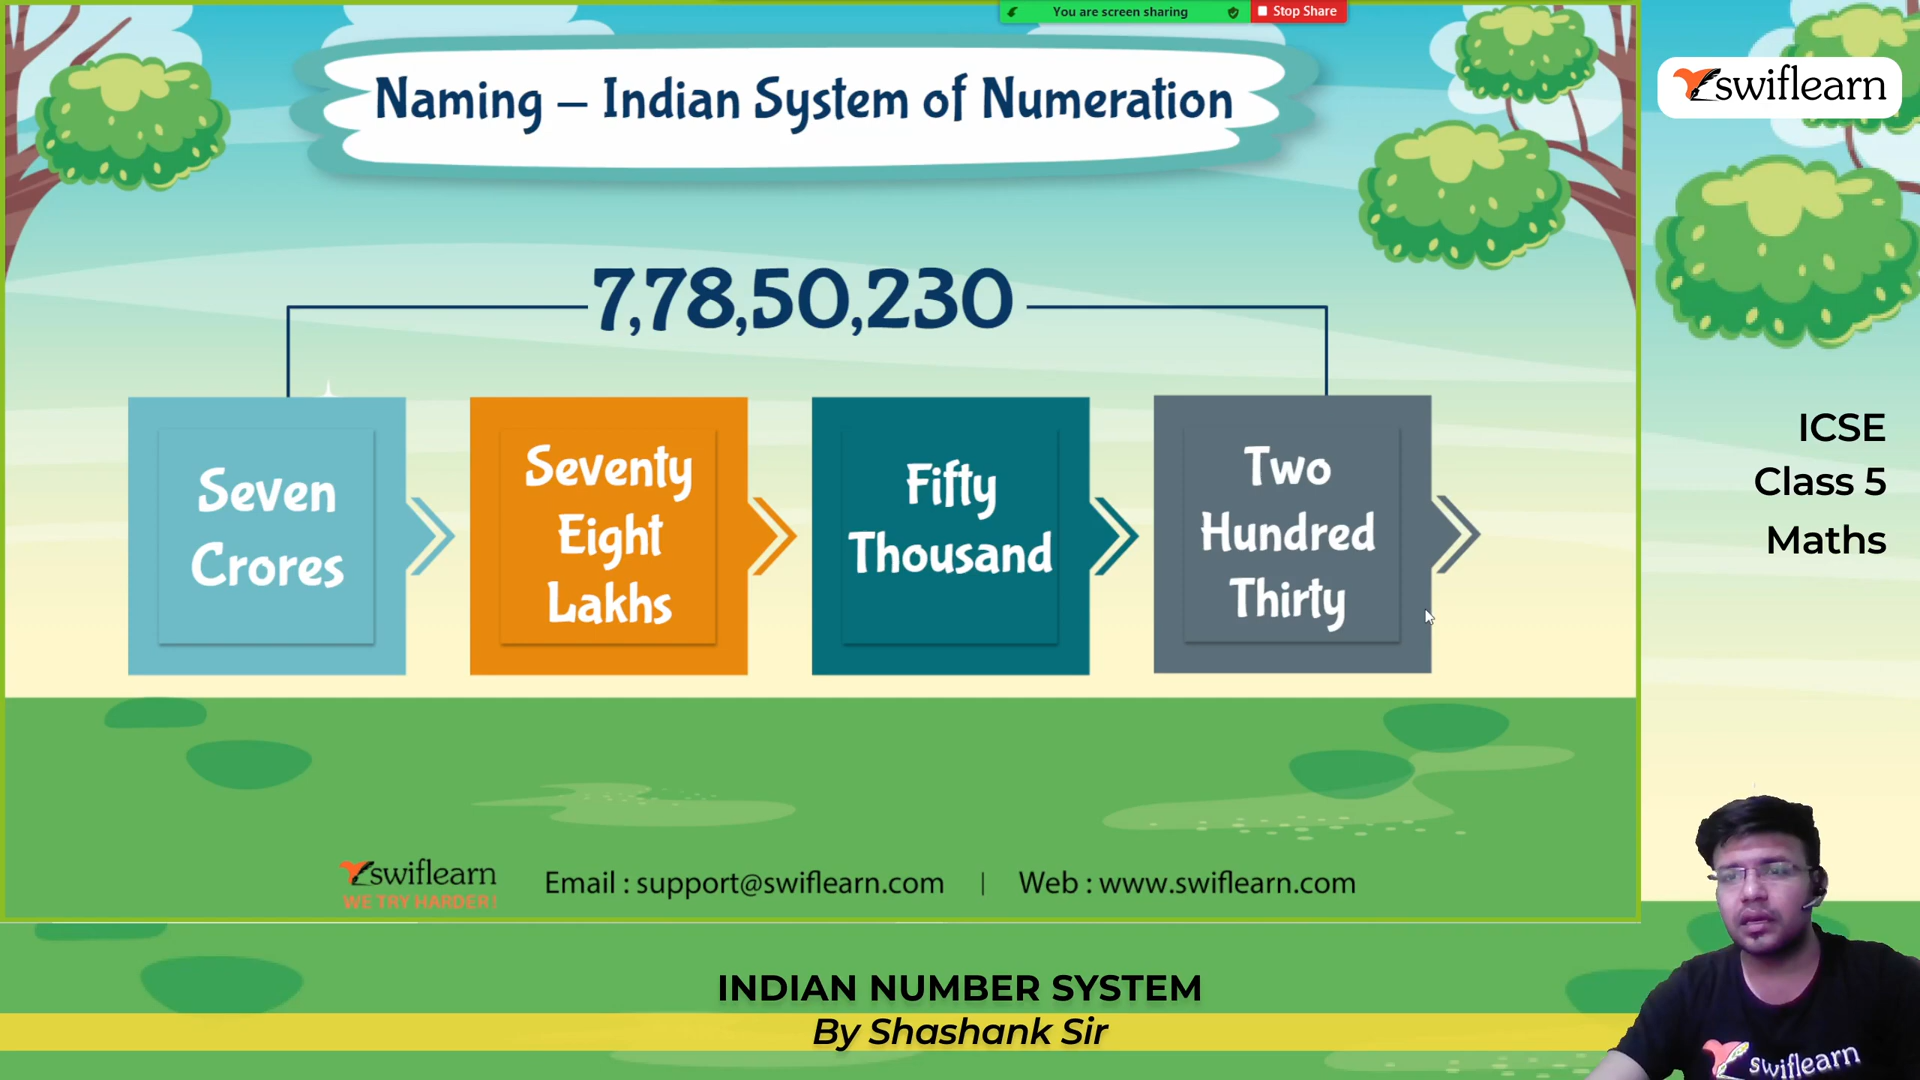 You are screen sharing
Stop Share
Naming – Indian System of Numeration
swiflearn
7,78,50,230
Seven
Crores
Seventy
Eight
Lakhs
Fifty
Thousand
Two
Hundred
Thirty
ICSE
Class 5
Maths
swiflearn
WE TRY HARDER!
Email : support@swiflearn.com | Web : www.swiflearn.com
INDIAN NUMBER SYSTEM
By Shashank Sir
swiflearn